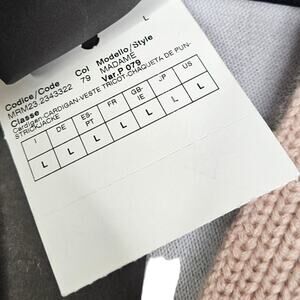 L
Codice/Code Col Modello/Style
MRM23.2343322 79 MADAME
Classe Var.P 079
Cardigan-CARDIGAN-VESTE TRICOT-CHAQUETA DE PUN-
STRICKJACKE
I DE ES-PT FR GB-IE JP US
L L L L L L L